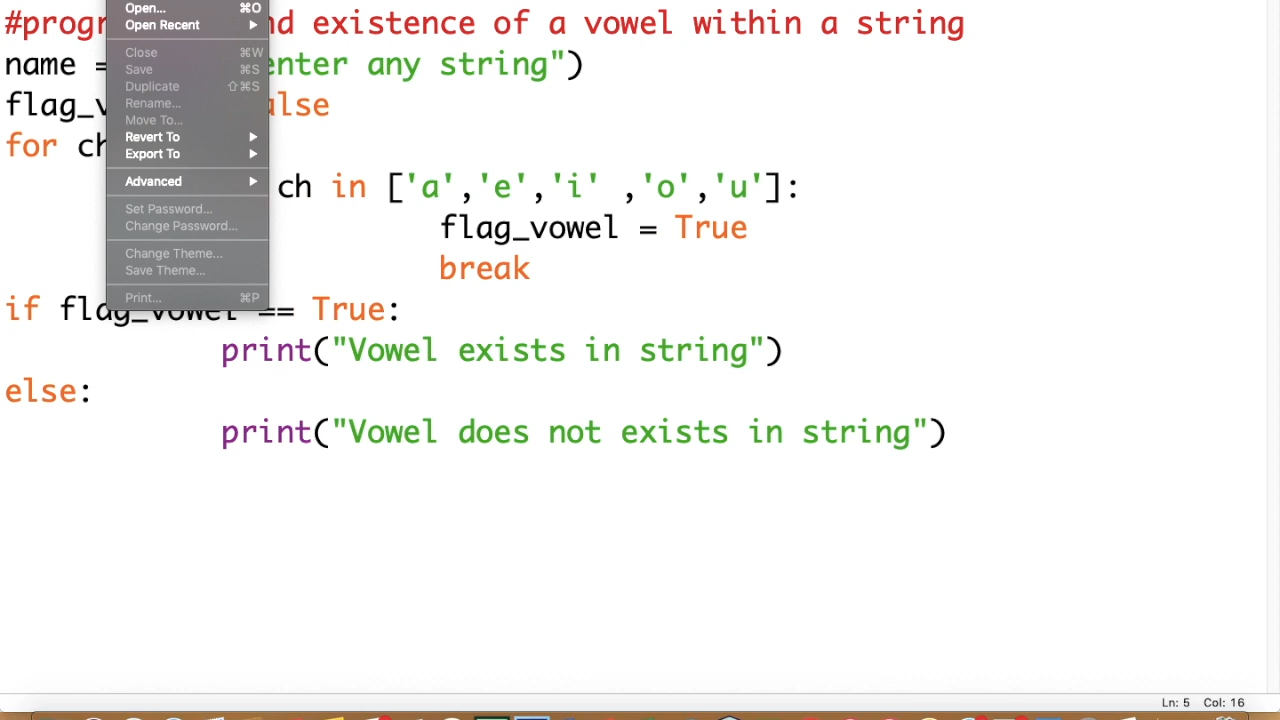 #progr nd existence of a vowel within a string
name = enter any string")
flag_v alse
for ch
ch in ['a','e','i' ,'o','u']:
flag_vowel = True
break
if flag_vowel == True:
print("Vowel exists in string")
else:
print("Vowel does not exists in string")
Open... ⌘O
Open Recent ▶
Close ⌘W
Save ⌘S
Duplicate ⇧⌘S
Rename...
Move To...
Revert To ▶
Export To ▶
Advanced ▶
Set Password...
Change Password...
Change Theme...
Save Theme...
Print... ⌘P
Ln: 5 Col: 16